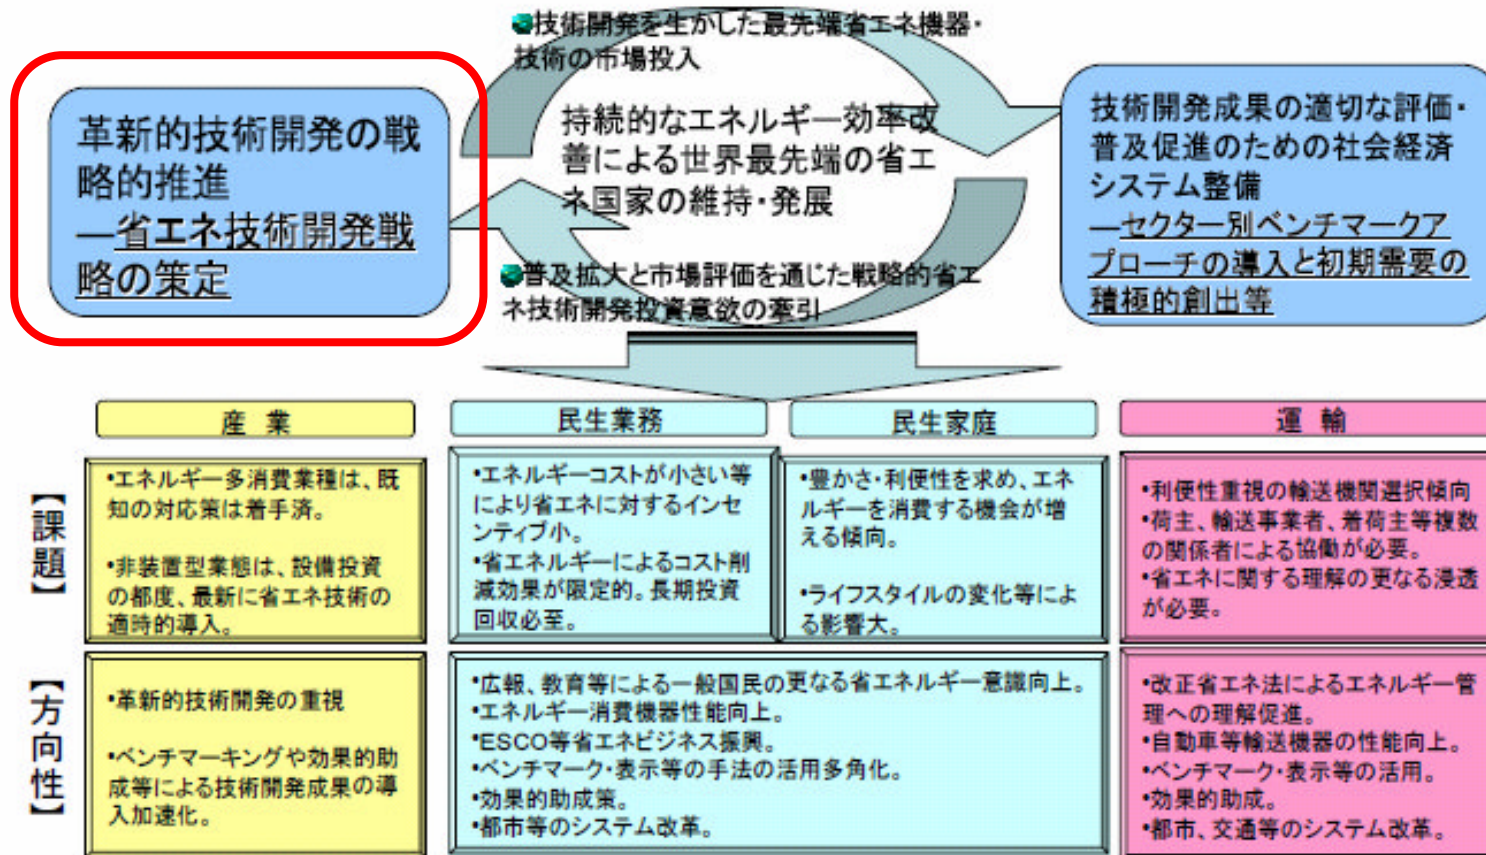 ●技術開発を生かした最先端省エネ機器・
技術の市場投入
革新的技術開発の戦
略的推進
―省エネ技術開発戦
略の策定
持続的なエネルギー効率改
善による世界最先端の省エ
ネ国家の維持・発展
技術開発成果の適切な評価・
普及促進のための社会経済
システム整備
―セクター別ベンチマークア
プローチの導入と初期需要の
積極的創出等
●普及拡大と市場評価を通じた戦略的省エ
ネ技術開発投資意欲の牽引
産 業
民生業務
民生家庭
運 輸
【課題】
・エネルギー多消費業種は、既
知の対応策は着手済。
・非装置型業態は、設備投資
の都度、最新に省エネ技術の
適時的導入。
・エネルギーコストが小さい等
により省エネに対するインセ
ンティブ小。
・省エネルギーによるコスト削
減効果が限定的。長期投資
回収必至。
・豊かさ・利便性を求め、エネ
ルギーを消費する機会が増
える傾向。
・ライフスタイルの変化等によ
る影響大。
・利便性重視の輸送機関選択傾向
・荷主、輸送事業者、着荷主等複数
の関係者による協働が必要。
・省エネに関する理解の更なる浸透
が必要。
【方向性】
・革新的技術開発の重視
・ベンチマーキングや効果的助
成等による技術開発成果の導
入加速化。
・広報、教育等による一般国民の更なる省エネルギー意識向上。
・エネルギー消費機器性能向上。
・ESCO等省エネビジネス振興。
・ベンチマーク・表示等の手法の活用多角化。
・効果的助成策。
・都市等のシステム改革。
・改正省エネ法によるエネルギー管
理への理解促進。
・自動車等輸送機器の性能向上。
・ベンチマーク・表示等の活用。
・効果的助成。
・都市、交通等のシステム改革。